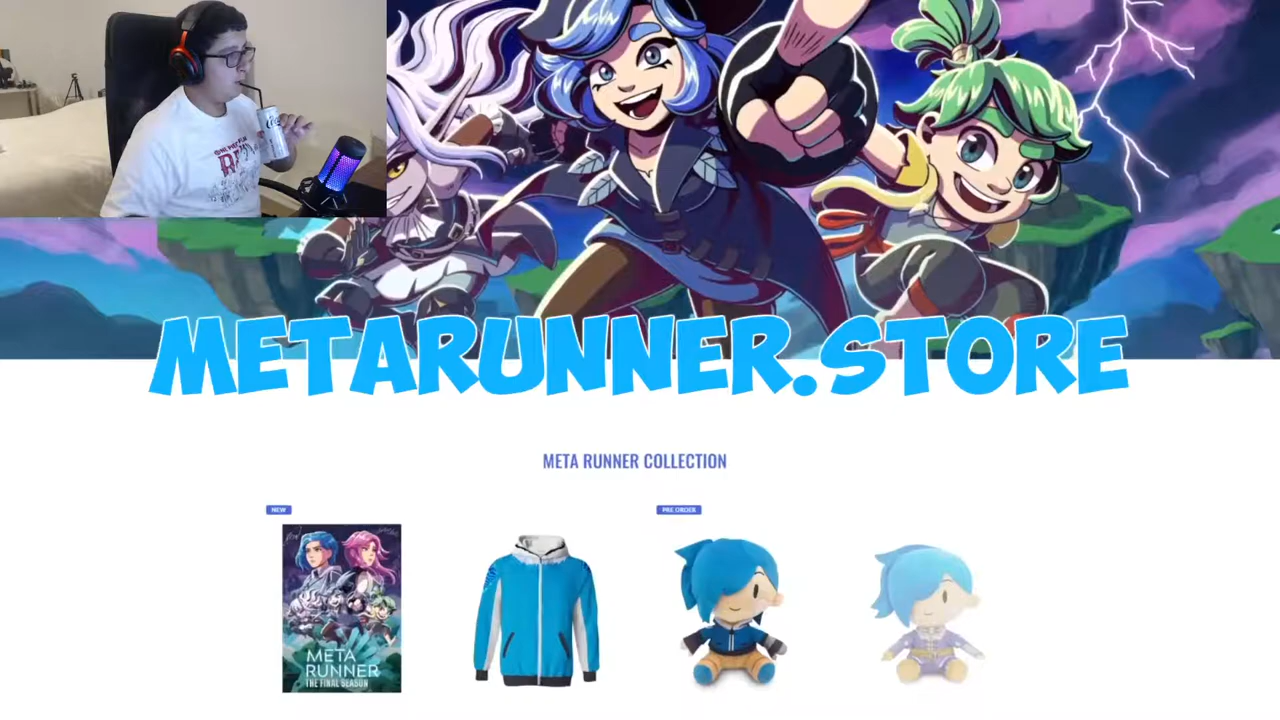 METARUNNER.STORE
META RUNNER COLLECTION
NEW
PRE ORDER
META
RUNNER
THE FINAL SEASON